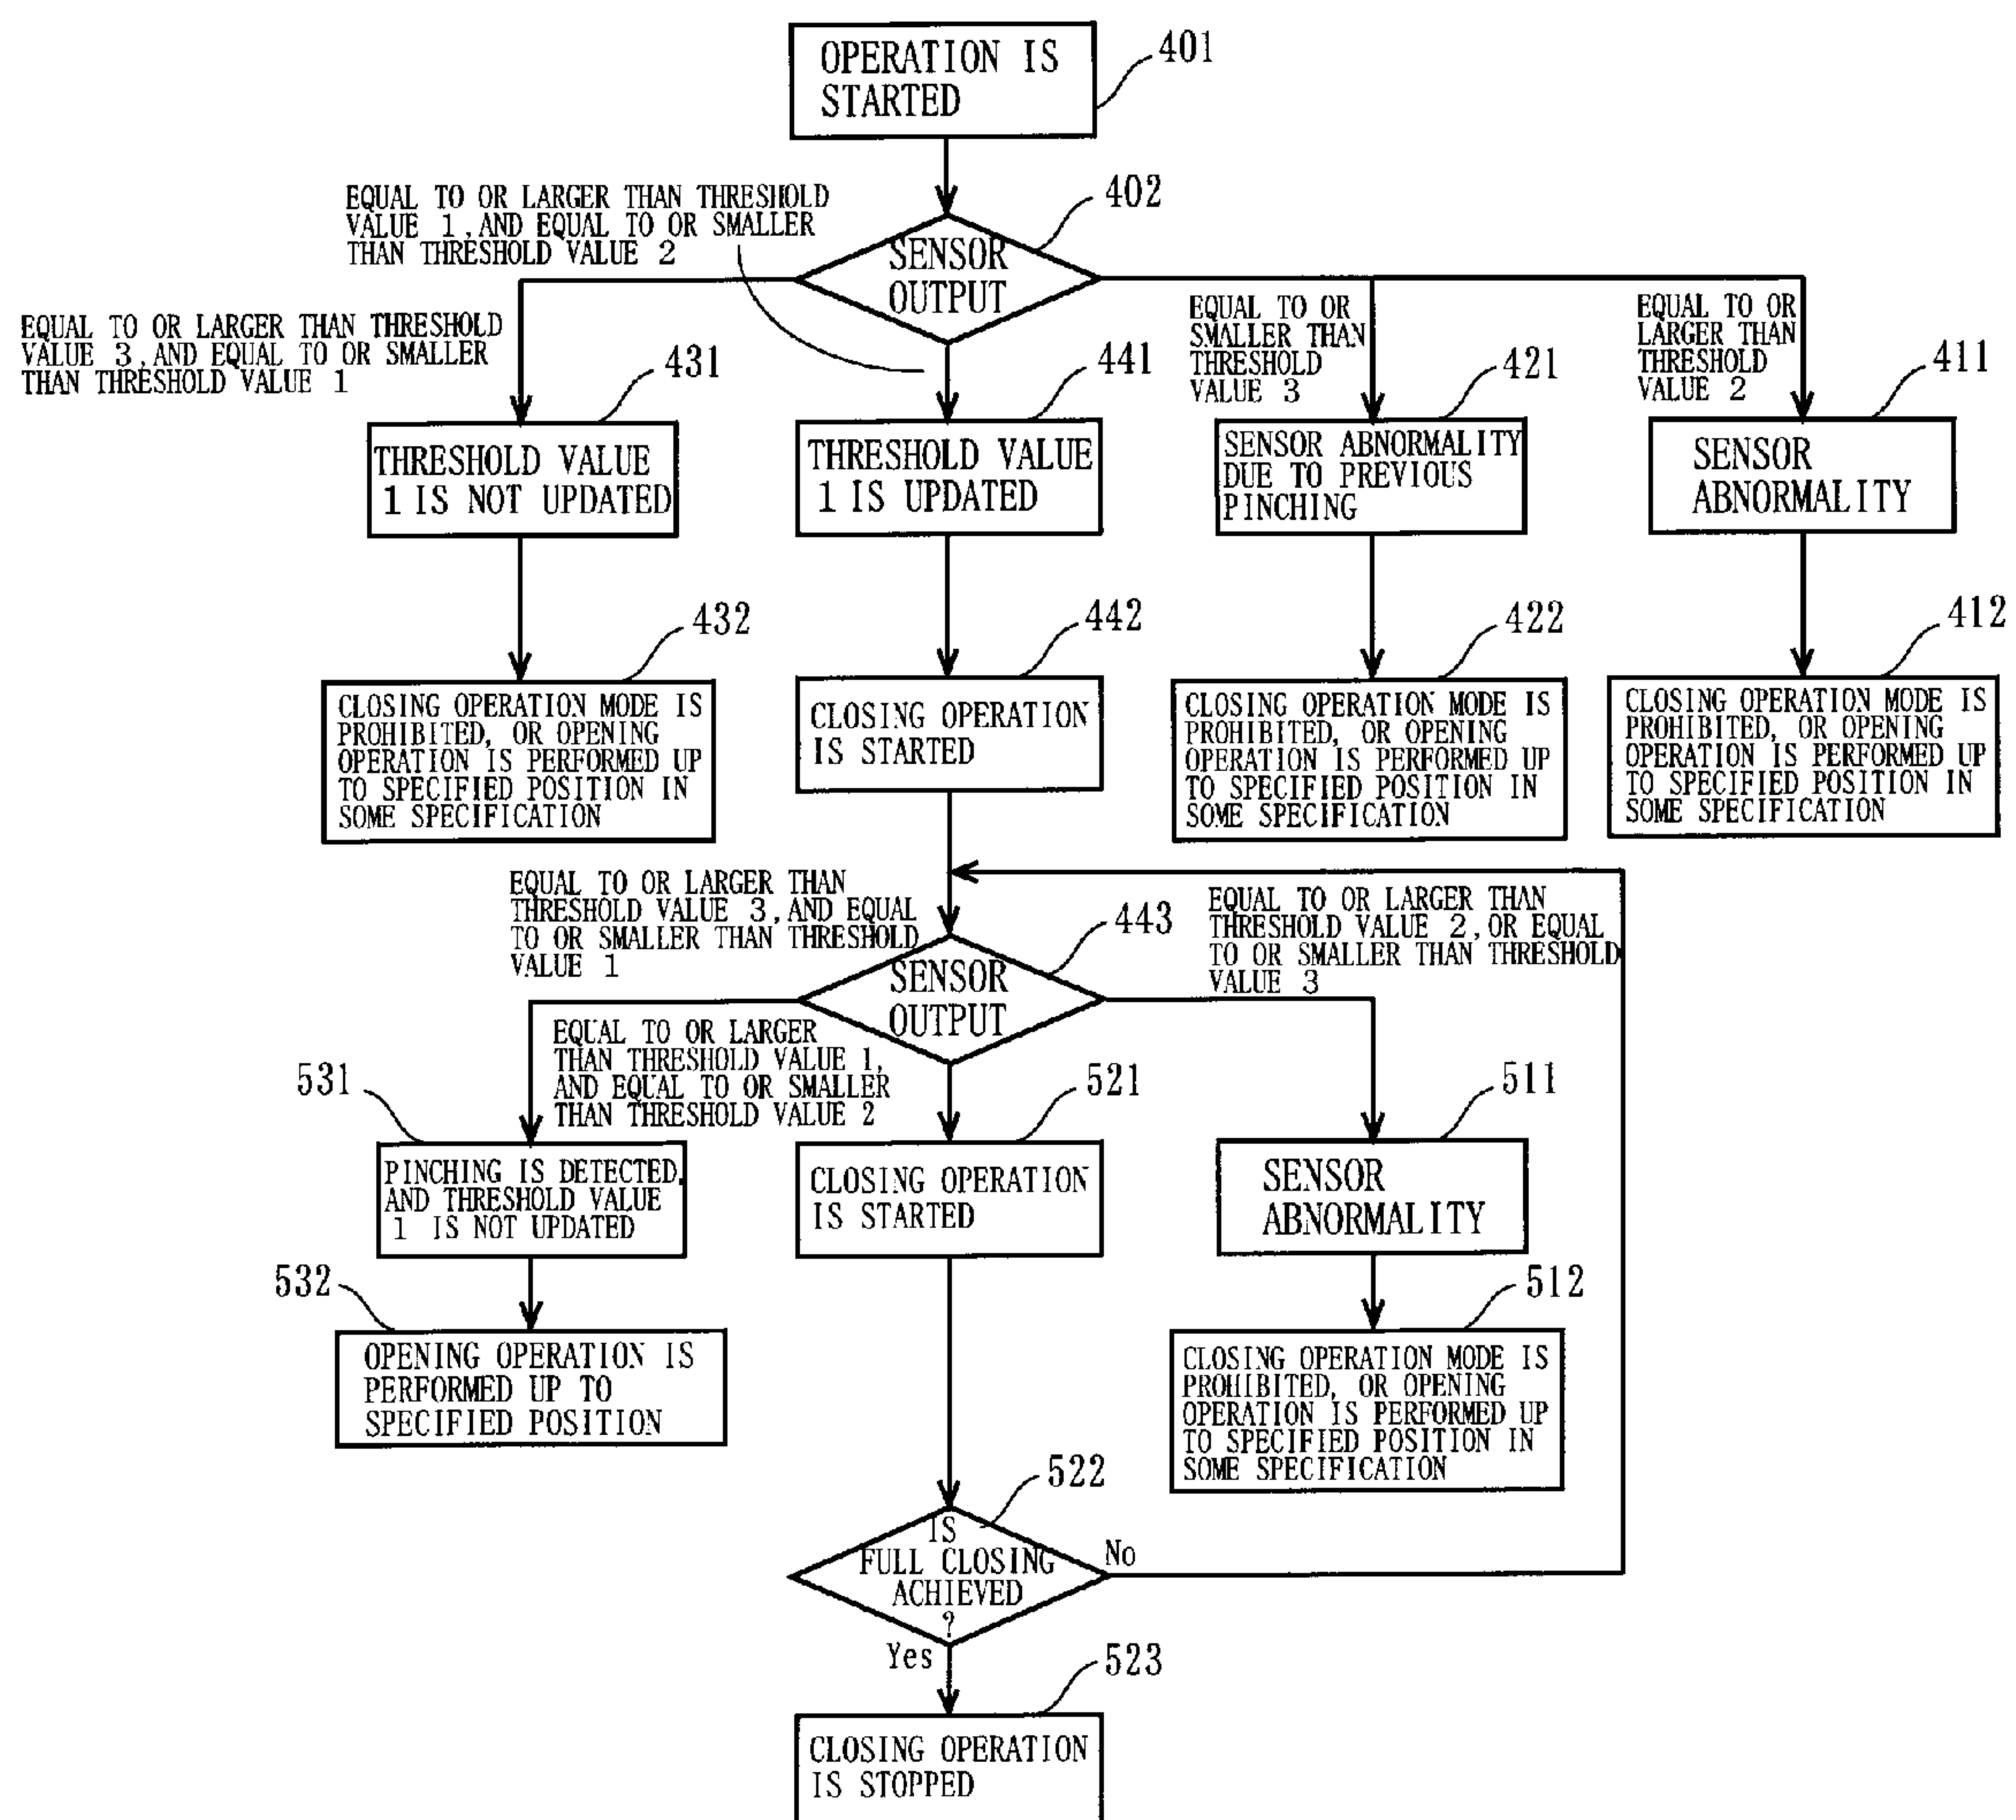 OPERATION IS
STARTED
401
EQUAL TO OR LARGER THAN THRESHOLD
VALUE 1, AND EQUAL TO OR SMALLER
THAN THRESHOLD VALUE 2
402
SENSOR
OUTPUT
EQUAL TO OR LARGER THAN THRESHOLD
VALUE 3, AND EQUAL TO OR SMALLER
THAN THRESHOLD VALUE 1
EQUAL TO OR
SMALLER THAN
THRESHOLD
VALUE 3
EQUAL TO OR
LARGER THAN
THRESHOLD
VALUE 2
431
THRESHOLD VALUE
1 IS NOT UPDATED
441
THRESHOLD VALUE
1 IS UPDATED
421
SENSOR ABNORMALITY
DUE TO PREVIOUS
PINCHING
411
SENSOR
ABNORMALITY
432
CLOSING OPERATION MODE IS
PROHIBITED, OR OPENING
OPERATION IS PERFORMED UP
TO SPECIFIED POSITION IN
SOME SPECIFICATION
442
CLOSING OPERATION
IS STARTED
422
CLOSING OPERATION MODE IS
PROHIBITED, OR OPENING
OPERATION IS PERFORMED UP
TO SPECIFIED POSITION IN
SOME SPECIFICATION
412
CLOSING OPERATION MODE IS
PROHIBITED, OR OPENING
OPERATION IS PERFORMED UP
TO SPECIFIED POSITION IN
SOME SPECIFICATION
EQUAL TO OR LARGER THAN
THRESHOLD VALUE 3, AND EQUAL
TO OR SMALLER THAN THRESHOLD
VALUE 1
443
SENSOR
OUTPUT
EQUAL TO OR LARGER THAN
THRESHOLD VALUE 2, OR EQUAL
TO OR SMALLER THAN THRESHOLD
VALUE 3
EQUAL TO OR LARGER
THAN THRESHOLD VALUE 1,
AND EQUAL TO OR SMALLER
THAN THRESHOLD VALUE 2
531
PINCHING IS DETECTED,
AND THRESHOLD VALUE
1 IS NOT UPDATED
521
CLOSING OPERATION
IS STARTED
511
SENSOR
ABNORMALITY
532
OPENING OPERATION IS
PERFORMED UP TO
SPECIFIED POSITION
512
CLOSING OPERATION MODE IS
PROHIBITED, OR OPENING
OPERATION IS PERFORMED UP
TO SPECIFIED POSITION IN
SOME SPECIFICATION
522
IS
FULL CLOSING
ACHIEVED
?
No
Yes
523
CLOSING OPERATION
IS STOPPED